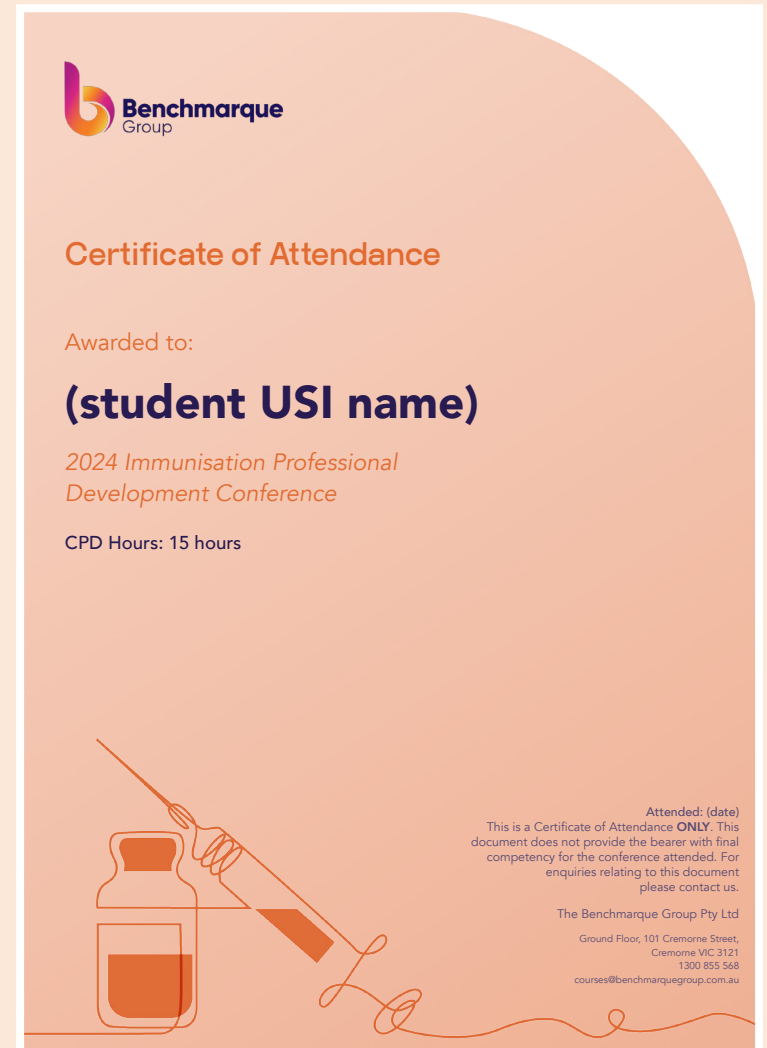 Benchmarque
Group
Certificate of Attendance
Awarded to:
(student USI name)
2024 Immunisation Professional
Development Conference
CPD Hours: 15 hours
Attended: (date)
This is a Certificate of Attendance ONLY. This
document does not provide the bearer with final
competency for the conference attended. For
enquiries relating to this document
please contact us.
The Benchmarque Group Pty Ltd
Ground Floor, 101 Cremorne Street,
Cremorne VIC 3121
1300 855 568
courses@benchmarquegroup.com.au